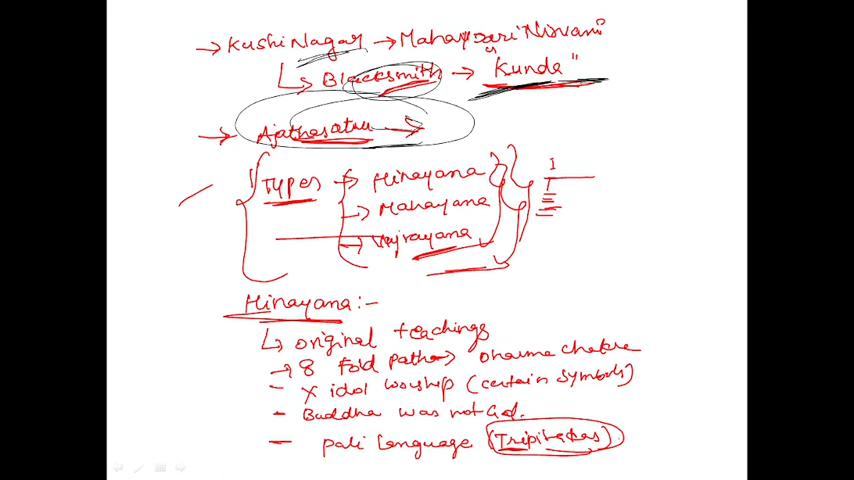 → Kushi Nagar → Mahaparinirvana
↳ Blacksmith → "Kunda"
→ Ajathasatru →
Types → Hinayana
→ Mahayana
→ Vajrayana
Hinayana:-
↳ original teachings
→ 8 fold path → Dharma chakra
- X idol worship (certain symbols)
- Buddha was not God.
- pali language (Tripitakas).